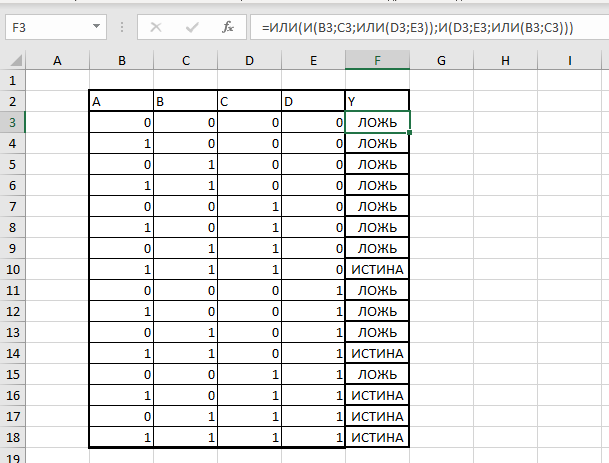 F3 fx =ИЛИ(И(B3;C3;ИЛИ(D3;E3));И(D3;E3;ИЛИ(B3;C3)))
A B C D E F G H I
1
2 A B C D Y
3 0 0 0 0 ЛОЖЬ
4 1 0 0 0 ЛОЖЬ
5 0 1 0 0 ЛОЖЬ
6 1 1 0 0 ЛОЖЬ
7 0 0 1 0 ЛОЖЬ
8 1 0 1 0 ЛОЖЬ
9 0 1 1 0 ЛОЖЬ
10 1 1 1 0 ИСТИНА
11 0 0 0 1 ЛОЖЬ
12 1 0 0 1 ЛОЖЬ
13 0 1 0 1 ЛОЖЬ
14 1 1 0 1 ИСТИНА
15 0 0 1 1 ЛОЖЬ
16 1 0 1 1 ИСТИНА
17 0 1 1 1 ИСТИНА
18 1 1 1 1 ИСТИНА
19